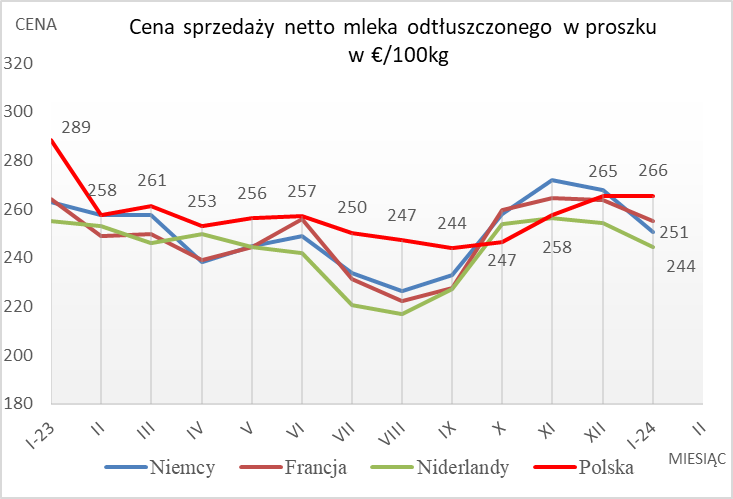 CENA
Cena sprzedaży netto mleka odtłuszczonego w proszku
w €/100kg
320
300
280
260
240
220
200
180
289
258
261
253
256
257
250
247
244
247
258
265
266
251
244
I-23
II
III
IV
V
VI
VII
VIII
IX
X
XI
XII
I-24
II
MIESIĄC
Niemcy
Francja
Niderlandy
Polska